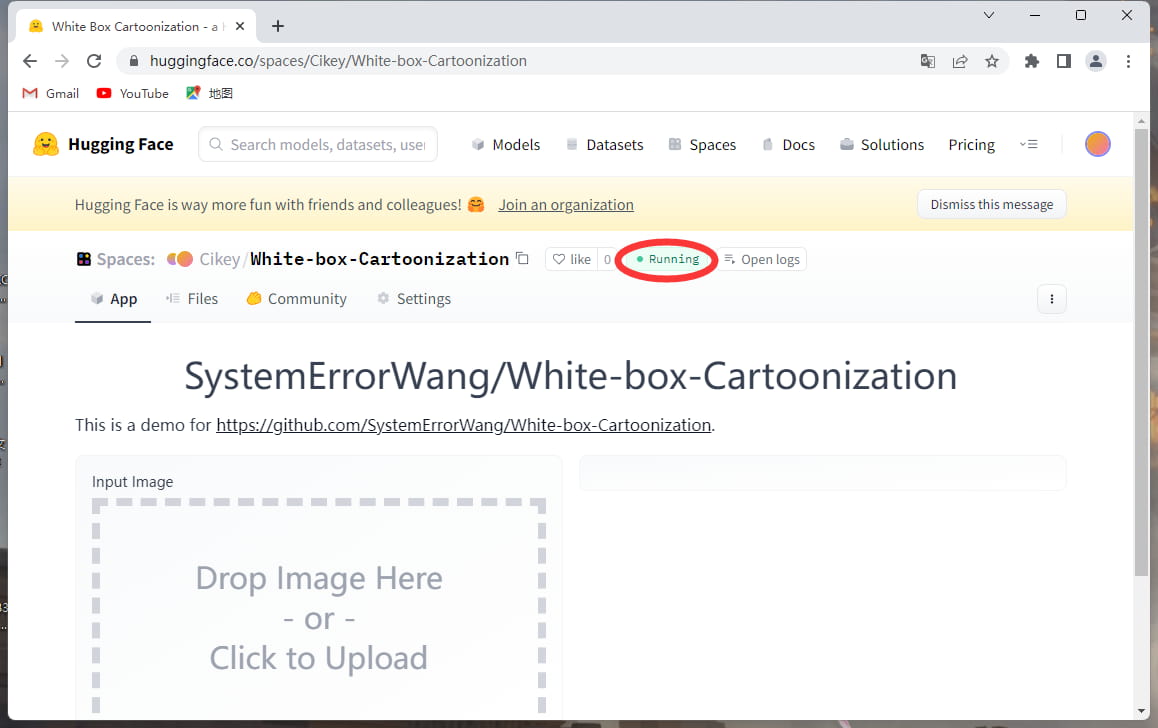 White Box Cartoonization - a
huggingface.co/spaces/Cikey/White-box-Cartoonization
Gmail YouTube 地图
Hugging Face Search models, datasets, user Models Datasets Spaces Docs Solutions Pricing
Hugging Face is way more fun with friends and colleagues! 🤗 Join an organization Dismiss this message
Spaces: Cikey/White-box-Cartoonization like 0 Running Open logs
App Files Community Settings
SystemErrorWang/White-box-Cartoonization
This is a demo for https://github.com/SystemErrorWang/White-box-Cartoonization.
Input Image
Drop Image Here
- or -
Click to Upload